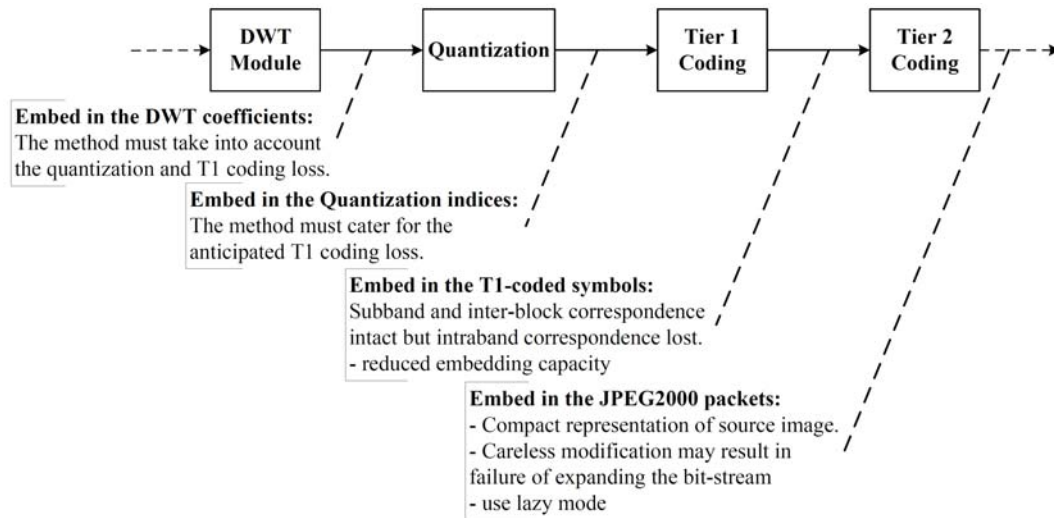 DWT
Module
Quantization
Tier 1
Coding
Tier 2
Coding
Embed in the DWT coefficients:
The method must take into account
the quantization and T1 coding loss.
Embed in the Quantization indices:
The method must cater for the
anticipated T1 coding loss.
Embed in the T1-coded symbols:
Subband and inter-block correspondence
intact but intraband correspondence lost.
- reduced embedding capacity
Embed in the JPEG2000 packets:
- Compact representation of source image.
- Careless modification may result in
failure of expanding the bit-stream
- use lazy mode